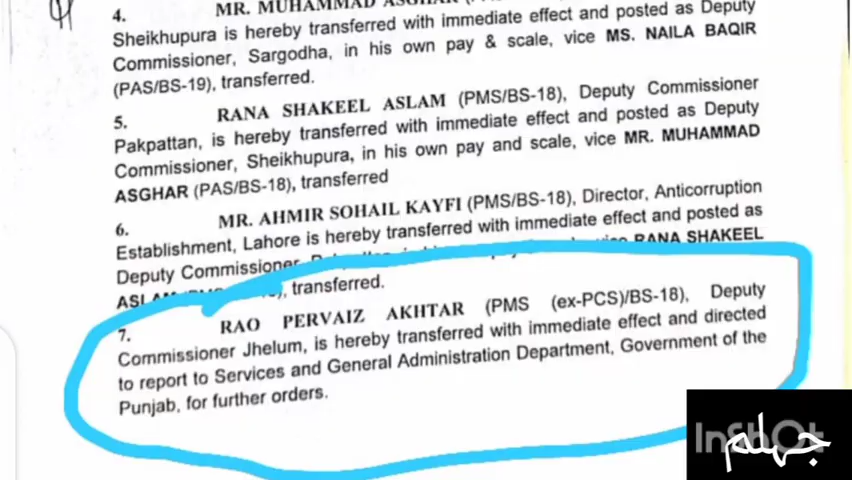 4. MR. MUHAMMAD ASGHAR
Sheikhupura is hereby transferred with immediate effect and posted as Deputy
Commissioner, Sargodha, in his own pay & scale, vice MS. NAILA BAQIR
(PAS/BS-19), transferred.
5. RANA SHAKEEL ASLAM (PMS/BS-18), Deputy Commissioner
Pakpattan, is hereby transferred with immediate effect and posted as Deputy
Commissioner, Sheikhupura, in his own pay and scale, vice MR. MUHAMMAD
ASGHAR (PAS/BS-18), transferred
6. MR. AHMIR SOHAIL KAYFI (PMS/BS-18), Director, Anticorruption
Establishment, Lahore is hereby transferred with immediate effect and posted as
Deputy Commissioner, RANA SHAKEEL
ASLAM transferred.
7. RAO PERVAIZ AKHTAR (PMS (ex-PCS)/BS-18), Deputy
Commissioner Jhelum, is hereby transferred with immediate effect and directed
to report to Services and General Administration Department, Government of the
Punjab, for further orders.
InShOt
جہلم